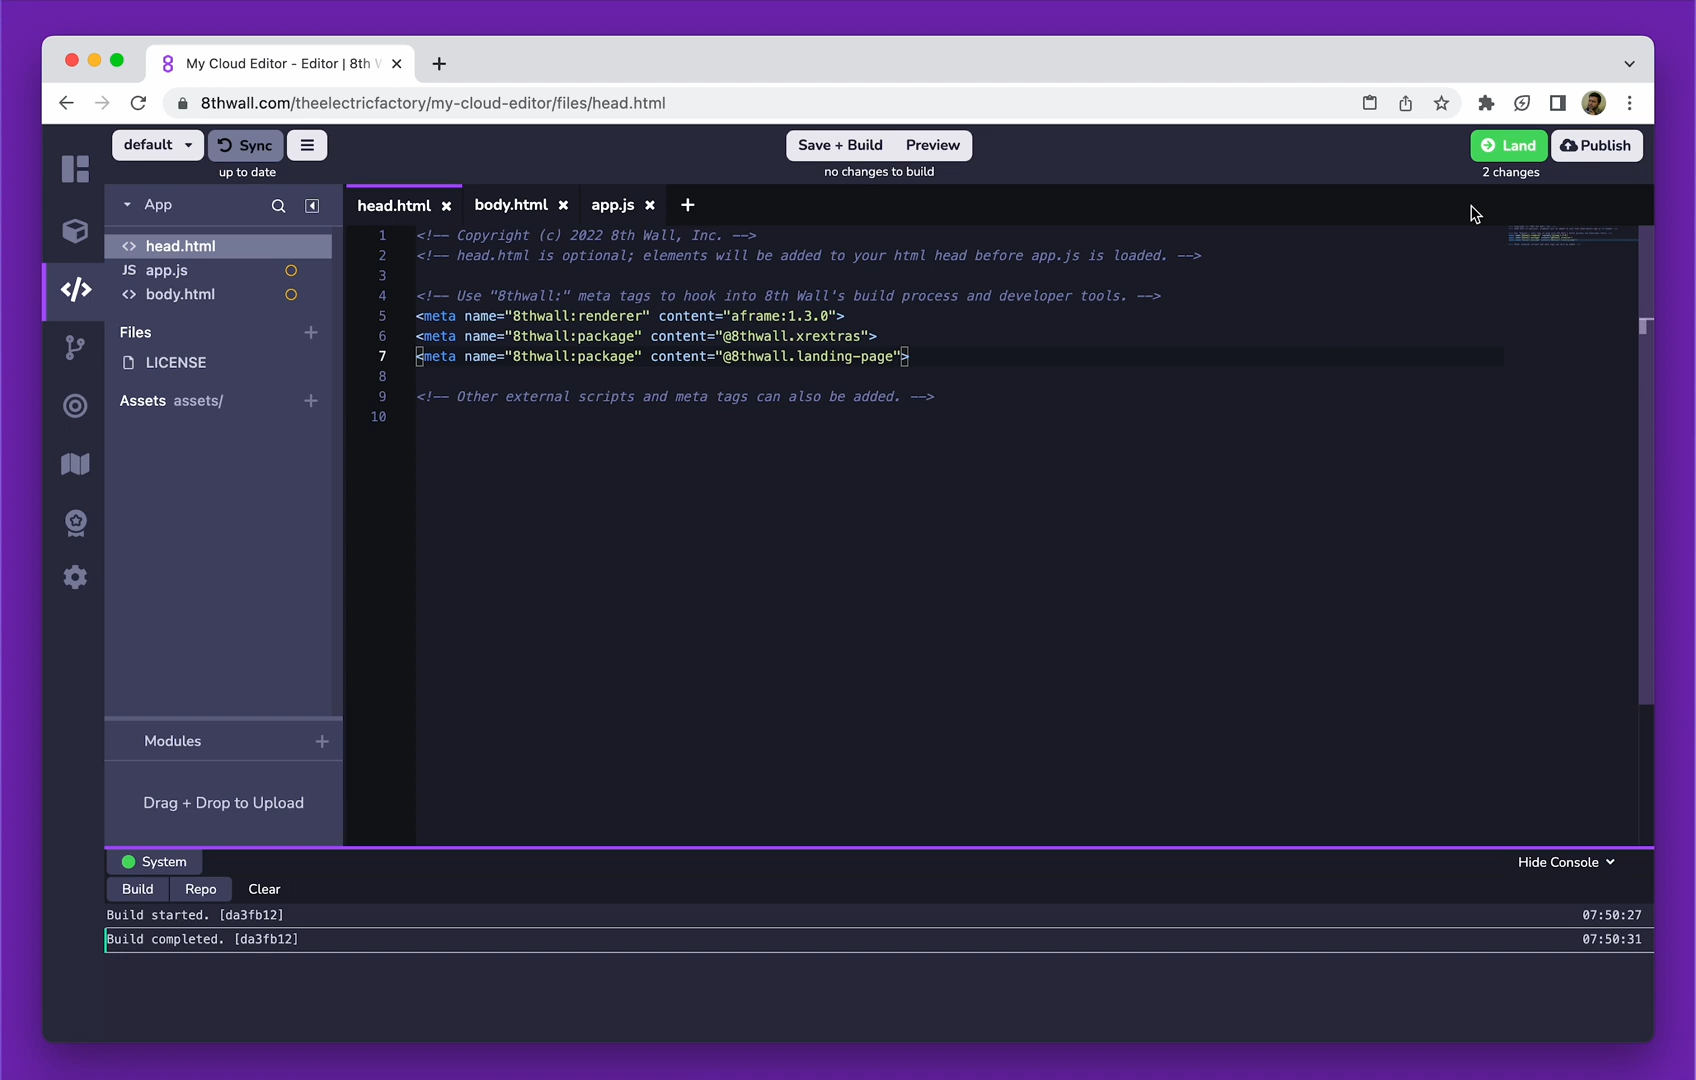 My Cloud Editor - Editor | 8th W
8thwall.com/theelectricfactory/my-cloud-editor/files/head.html
default
Sync
up to date
Save + Build
Preview
no changes to build
Land
Publish
2 changes
App
head.html
body.html
app.js
head.html
JS app.js
body.html
Files
LICENSE
Assets assets/
Modules
Drag + Drop to Upload
1 <!-- Copyright (c) 2022 8th Wall, Inc. -->
2 <!-- head.html is optional; elements will be added to your html head before app.js is loaded. -->
3
4 <!-- Use "8thwall:" meta tags to hook into 8th Wall's build process and developer tools. -->
5 <meta name="8thwall:renderer" content="aframe:1.3.0">
6 <meta name="8thwall:package" content="@8thwall.xrextras">
7 <meta name="8thwall:package" content="@8thwall.landing-page">
8
9 <!-- Other external scripts and meta tags can also be added. -->
10
System
Hide Console
Build
Repo
Clear
Build started. [da3fb12] 07:50:27
Build completed. [da3fb12] 07:50:31